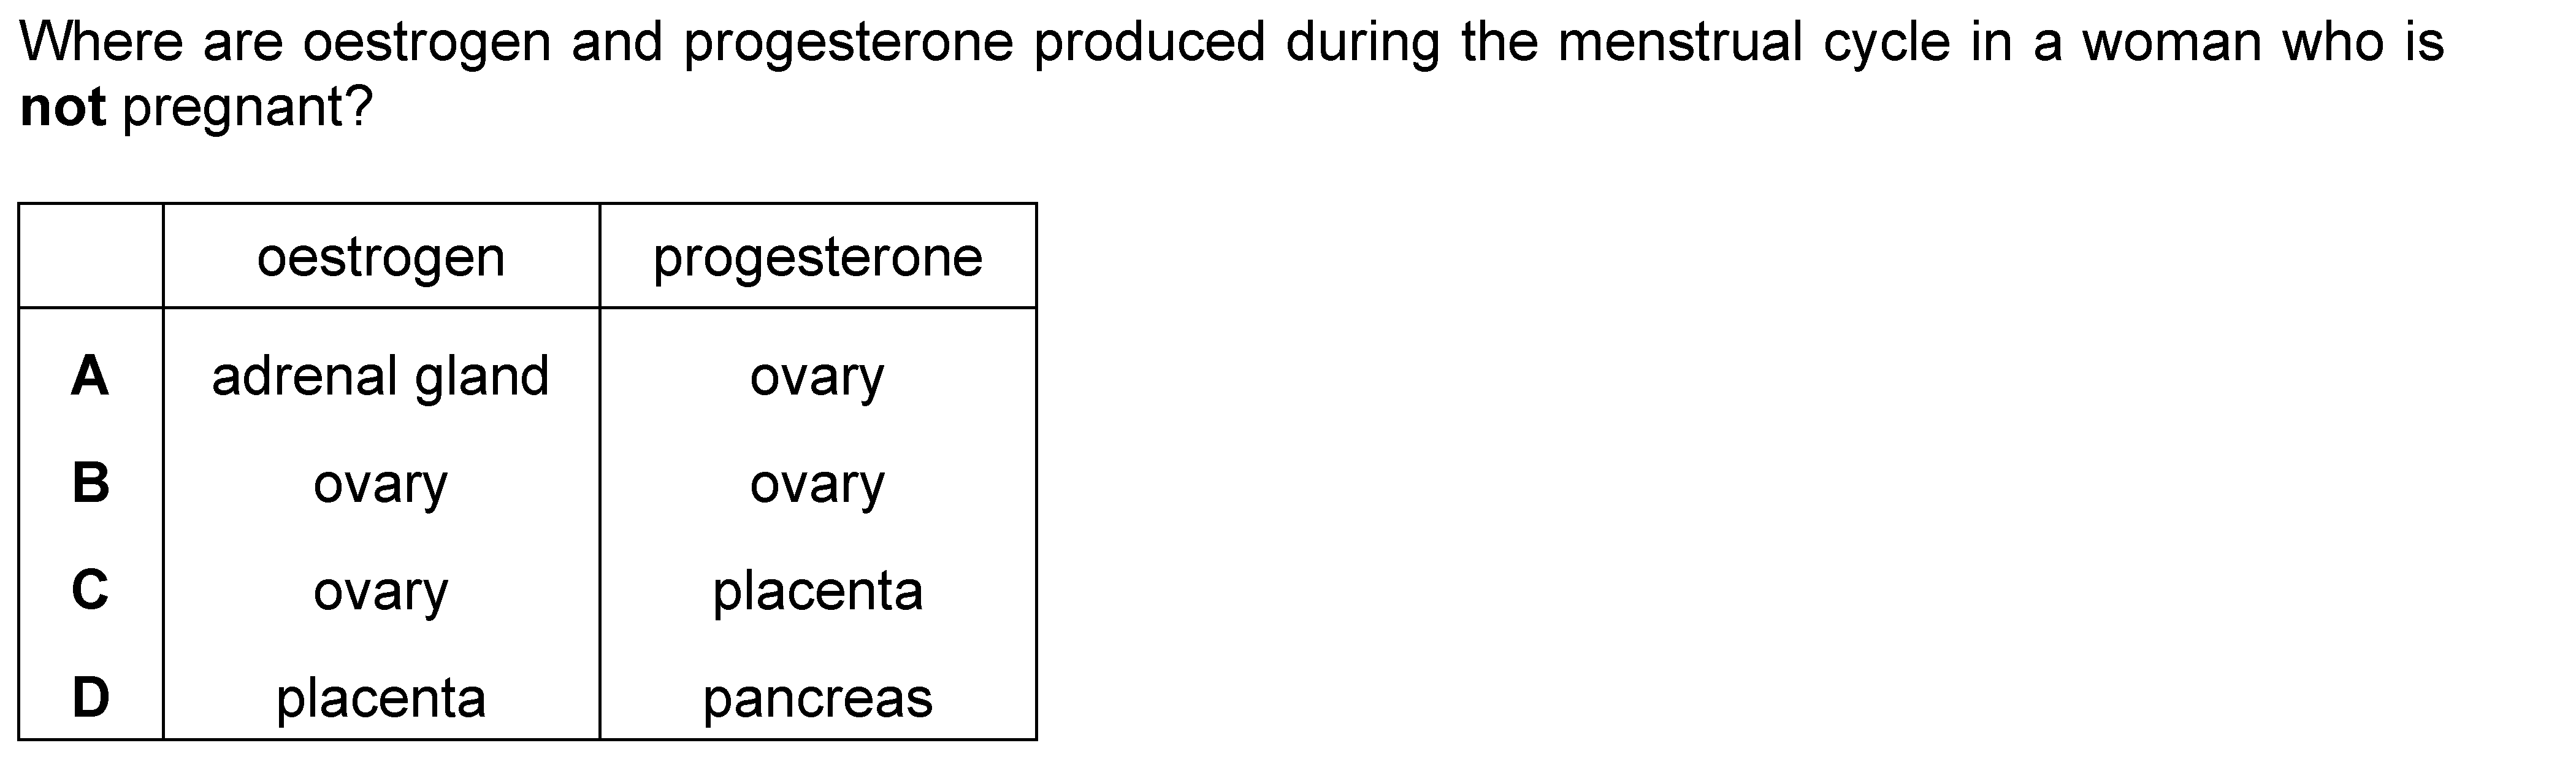 Where are oestrogen and progesterone produced during the menstrual cycle in a woman who is
not pregnant?
oestrogen progesterone
A adrenal gland ovary
B ovary ovary
C ovary placenta
D placenta pancreas